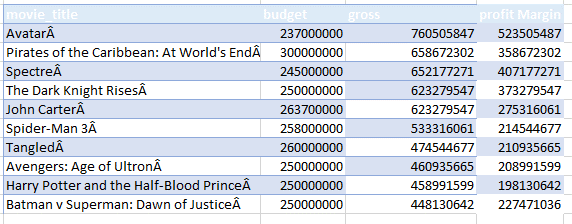 movie_title budget gross profit Margin
AvatarÂ 237000000 760505847 523505487
Pirates of the Caribbean: At World's EndÂ 300000000 658672302 358672302
SpectreÂ 245000000 652177271 407177271
The Dark Knight RisesÂ 250000000 623279547 373279547
John CarterÂ 263700000 623279547 275316061
Spider-Man 3Â 258000000 533316061 214544677
TangledÂ 260000000 474544677 210935665
Avengers: Age of UltronÂ 250000000 460935665 208991599
Harry Potter and the Half-Blood PrinceÂ 250000000 458991599 198130642
Batman v Superman: Dawn of JusticeÂ 250000000 448130642 227471036